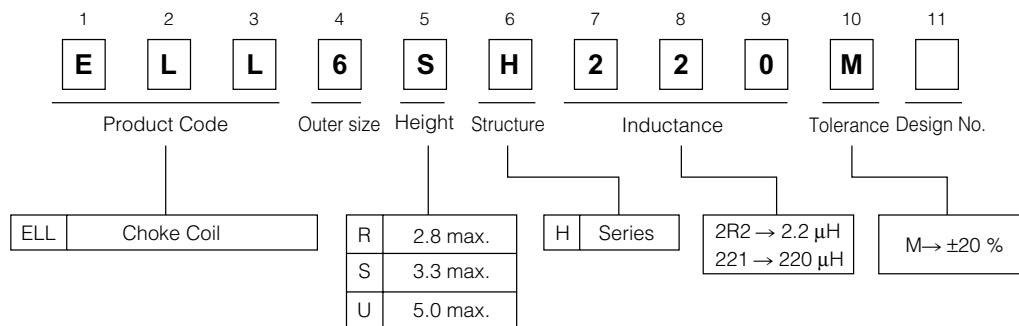 1 2 3 4 5 6 7 8 9 10 11
E L L 6 S H 2 2 0 M
Product Code Outer size Height Structure Inductance Tolerance Design No.
ELL Choke Coil
R 2.8 max.
S 3.3 max.
U 5.0 max.
H Series
2R2 → 2.2 μH
221 → 220 μH
M→ ±20 %